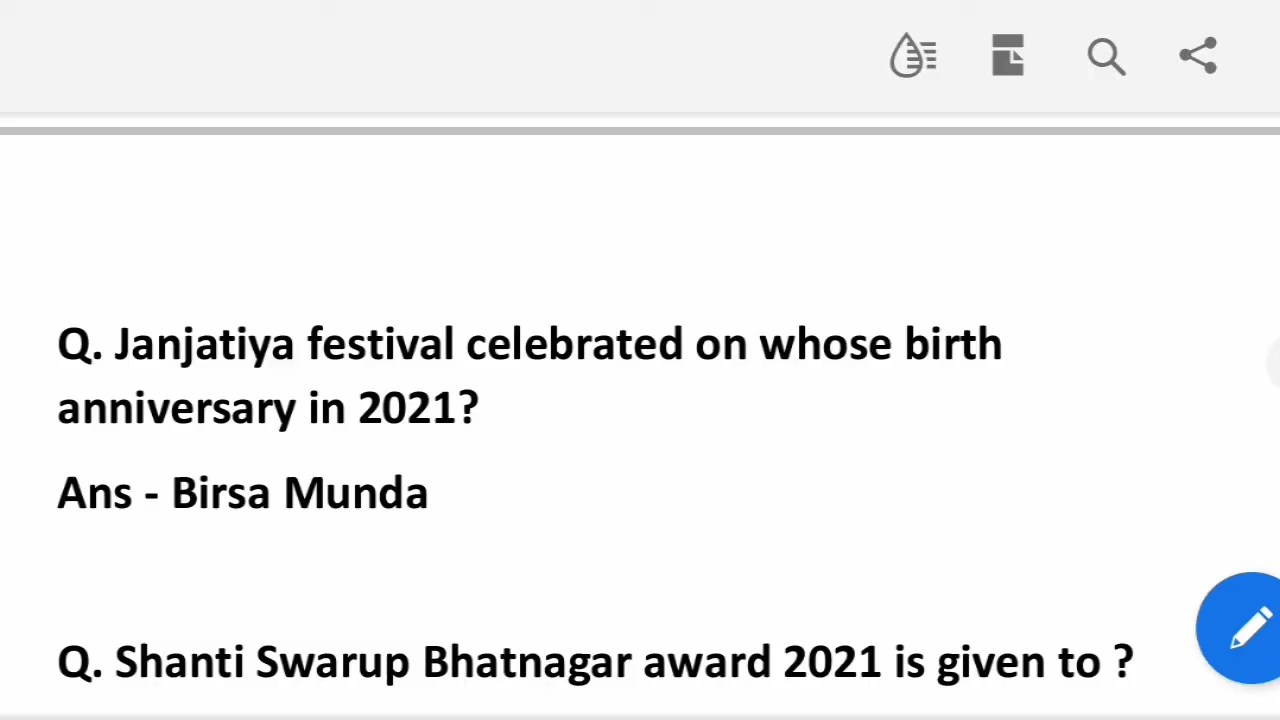 Q. Janjatiya festival celebrated on whose birth
anniversary in 2021?
Ans - Birsa Munda
Q. Shanti Swarup Bhatnagar award 2021 is given to ?